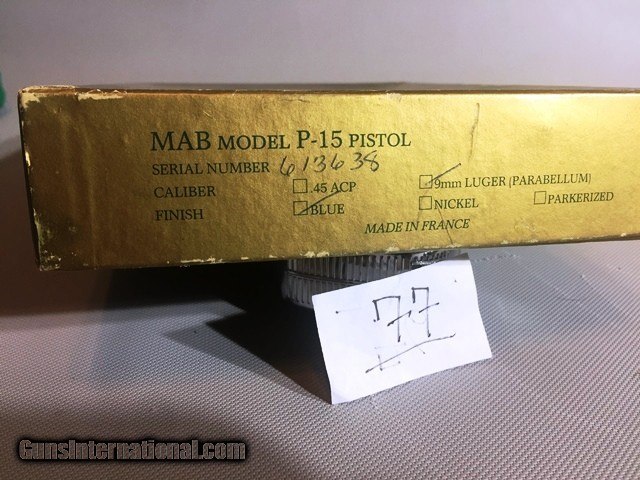 MAB MODEL P-15 PISTOL
SERIAL NUMBER 613638
CALIBER ☐ .45 ACP ☑ 9mm LUGER (PARABELLUM)
FINISH ☑ BLUE ☐ NICKEL ☐ PARKERIZED
MADE IN FRANCE
77
GunsInternational.com